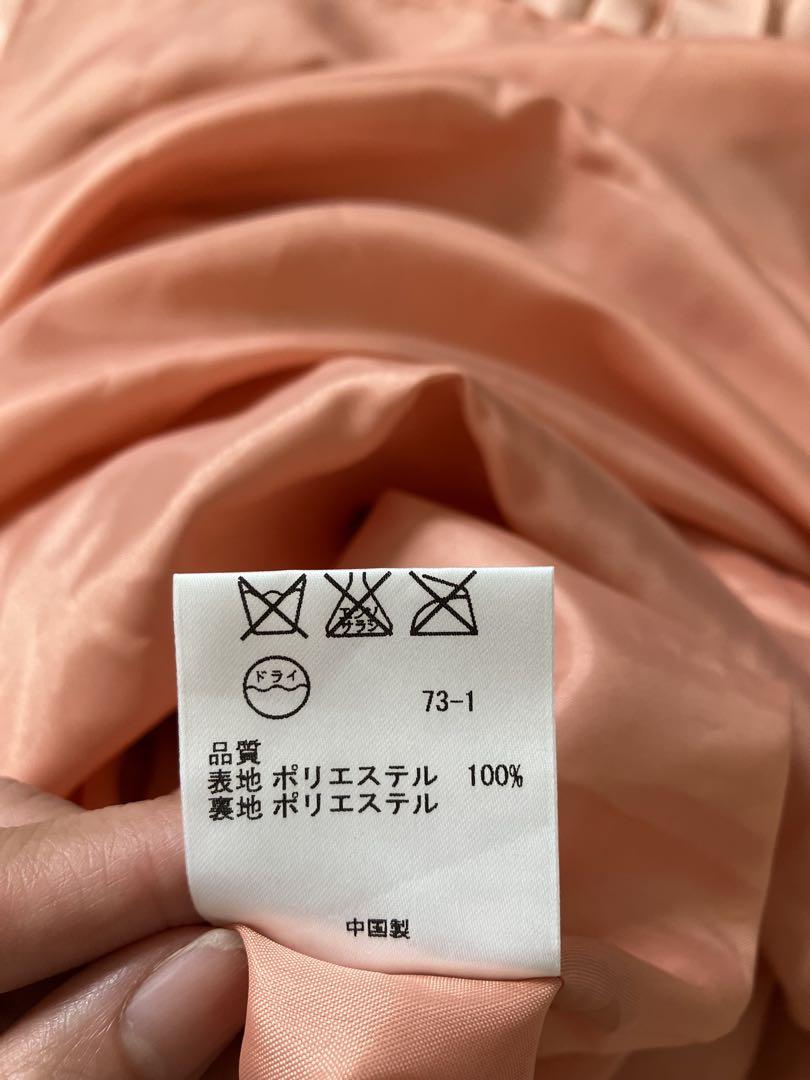 エンソ
サラシ
ドライ
73-1
品質
表地 ポリエステル 100%
裏地 ポリエステル
中国製